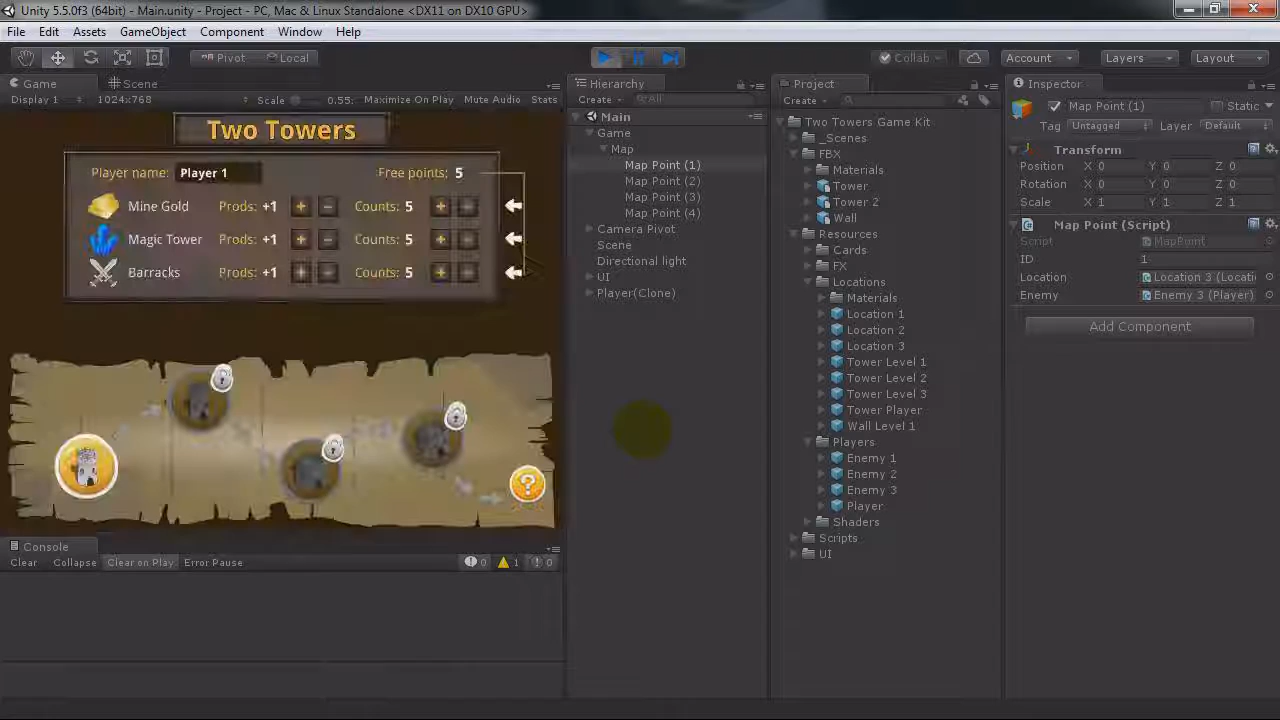 Unity 5.5.0f3 (64bit) - Main.unity - Project - PC, Mac & Linux Standalone <DX11 on DX10 GPU>
File Edit Assets GameObject Component Window Help
Pivot Local Collab Account Layers Layout
Game Scene
Display 1 1024x768 Scale 0.55: Maximize On Play Mute Audio Stats
Two Towers
Player name: Player 1 Free points: 5
Mine Gold Prods: +1 + − Counts: 5 +
Magic Tower Prods: +1 + − Counts: 5 +
Barracks Prods: +1 + − Counts: 5 +
?
Console
Clear Collapse Clear on Play Error Pause 0 1 0
Hierarchy
Create All
Main
Game
Map
Map Point (1)
Map Point (2)
Map Point (3)
Map Point (4)
Camera Pivot
Scene
Directional light
UI
Player(Clone)
Project
Create
Two Towers Game Kit
_Scenes
FBX
Materials
Tower
Tower 2
Wall
Resources
Cards
FX
Locations
Materials
Location 1
Location 2
Location 3
Tower Level 1
Tower Level 2
Tower Level 3
Tower Player
Wall Level 1
Players
Enemy 1
Enemy 2
Enemy 3
Player
Shaders
Scripts
UI
Inspector
Map Point (1) Static
Tag Untagged Layer Default
Transform
Position X 0 Y 0 Z 0
Rotation X 0 Y 0 Z 0
Scale X 1 Y 1 Z 1
Map Point (Script)
Script MapPoint
ID 1
Location Location 3 (Locati
Enemy Enemy 3 (Player)
Add Component